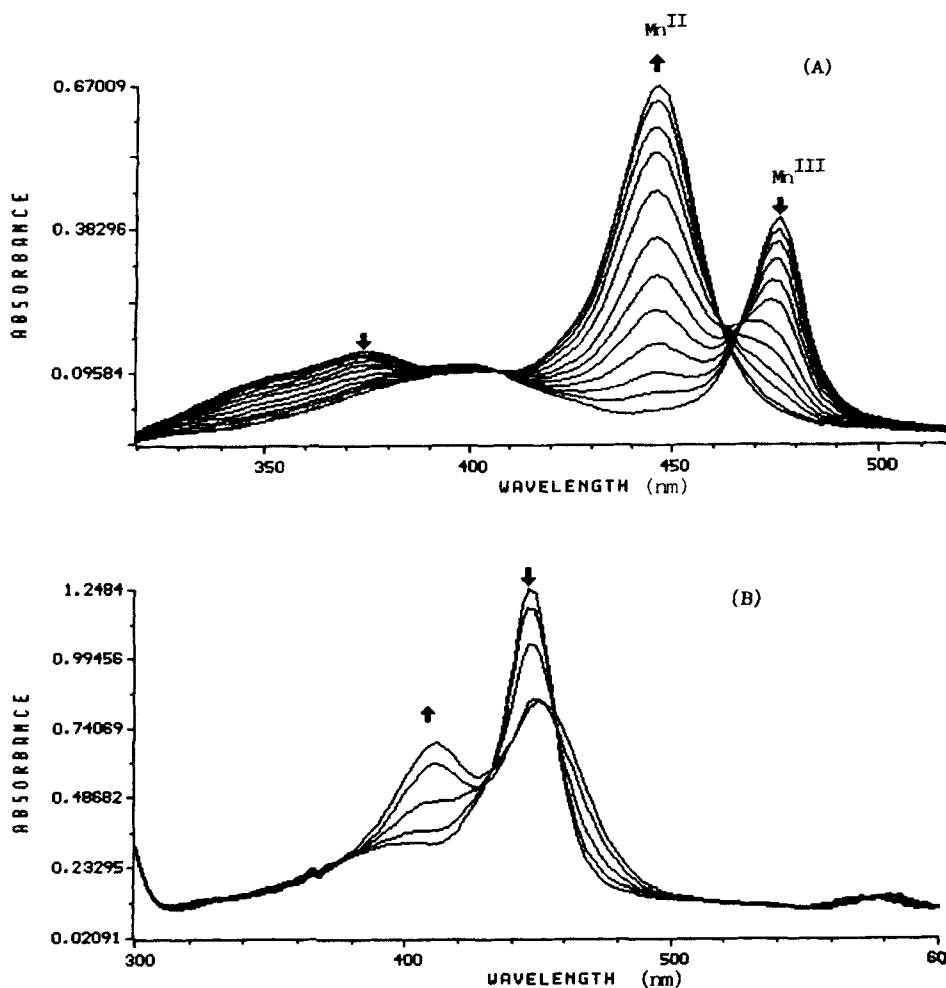 Mn^II
(A)
0.67009
Mn^III
0.38296
0.09584
ABSORBANCE
350 400 450 500
WAVELENGTH (nm)
(B)
1.2484
0.99456
0.74069
0.48682
0.23295
0.02091
ABSORBANCE
300 400 500 60
WAVELENGTH (nm)